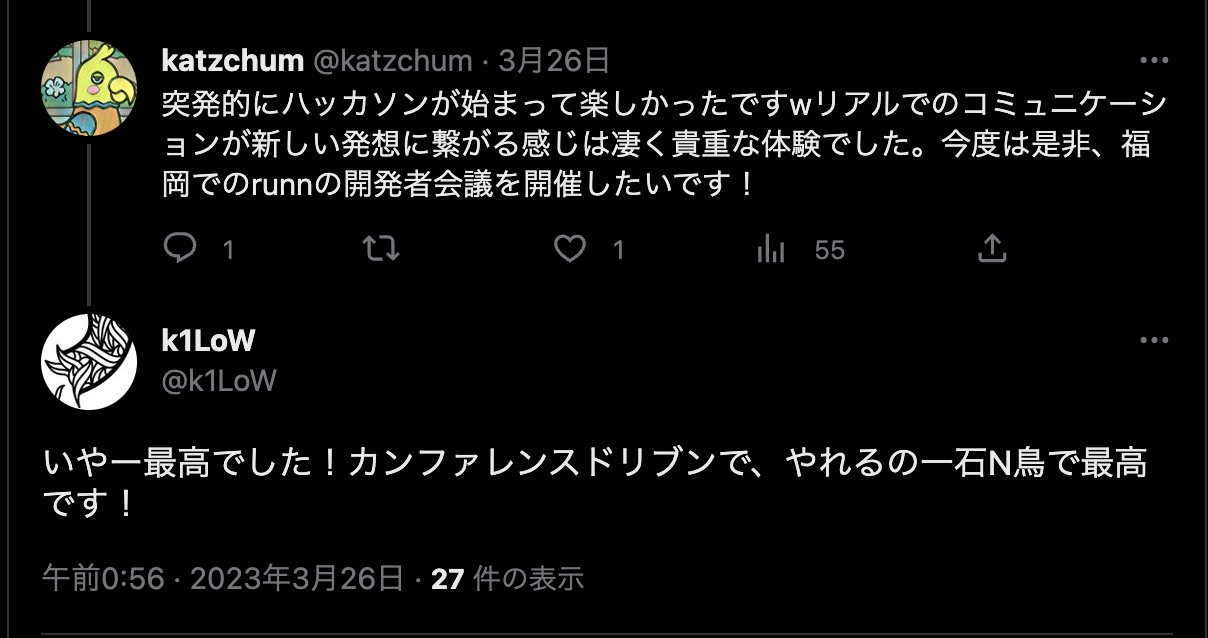 katzchum @katzchum · 3月26日
突発的にハッカソンが始まって楽しかったですwリアルでのコミュニケーシ
ョンが新しい発想に繋がる感じは凄く貴重な体験でした。今度は是非、福
岡でのrunnの開発者会議を開催したいです！
1 1 55
k1LoW
@k1LoW
いやー最高でした！カンファレンスドリブンで、やれるの一石N鳥で最高
です！
午前0:56 · 2023年3月26日 · 27 件の表示